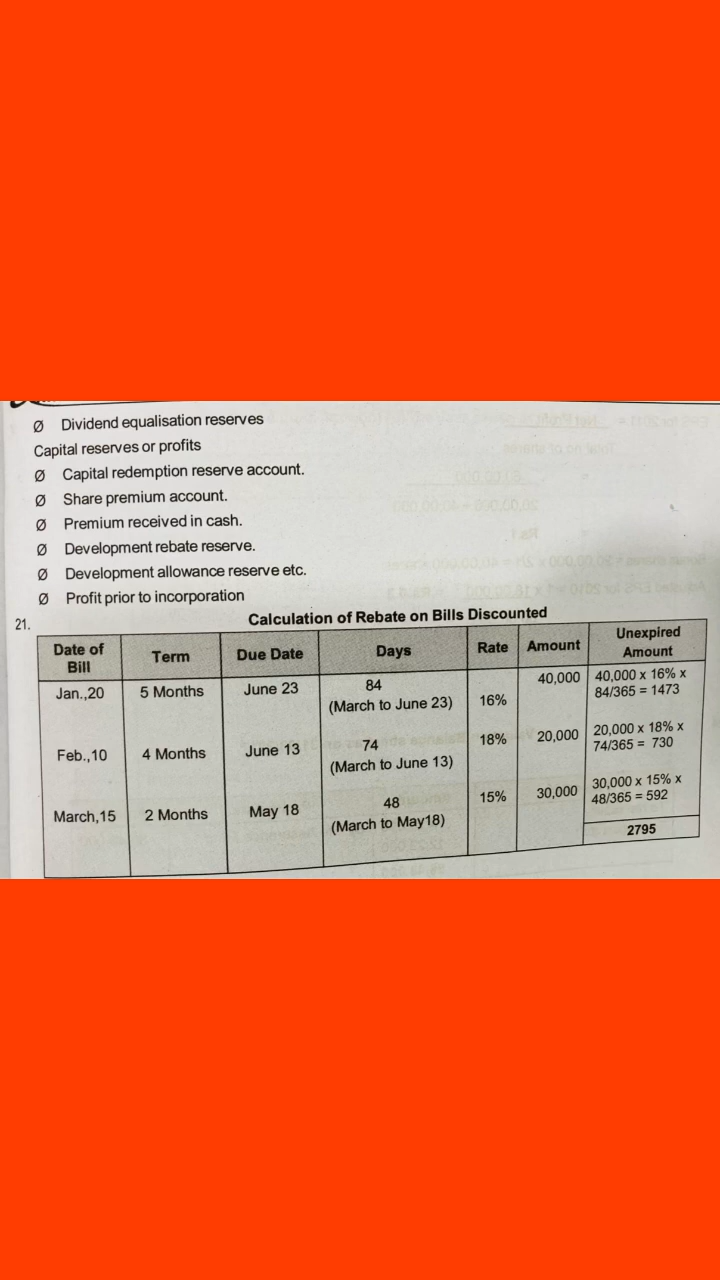 Ø Dividend equalisation reserves
Capital reserves or profits
Ø Capital redemption reserve account.
Ø Share premium account.
Ø Premium received in cash.
Ø Development rebate reserve.
Ø Development allowance reserve etc.
Ø Profit prior to incorporation
21. Calculation of Rebate on Bills Discounted
Date of Bill Term Due Date Days Rate Amount Unexpired Amount
Jan.,20 5 Months June 23 84 (March to June 23) 16% 40,000 40,000 x 16% x 84/365 = 1473
Feb.,10 4 Months June 13 74 (March to June 13) 18% 20,000 20,000 x 18% x 74/365 = 730
March,15 2 Months May 18 48 (March to May18) 15% 30,000 30,000 x 15% x 48/365 = 592
2795